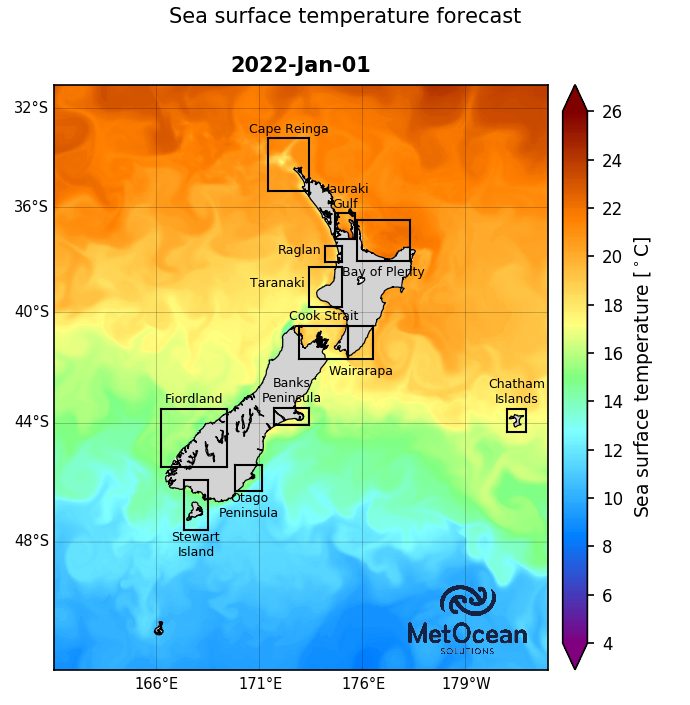 Sea surface temperature forecast
2022-Jan-01
32°S
36°S
40°S
44°S
48°S
Cape Reinga
Hauraki
Gulf
Raglan
Bay of Plenty
Taranaki
Cook Strait
Wairarapa
Banks
Peninsula
Fiordland
Chatham
Islands
Otago
Peninsula
Stewart
Island
MetOcean
SOLUTIONS
166°E
171°E
176°E
179°W
26
24
22
20
18
16
14
12
10
8
6
4
Sea surface temperature [°C]